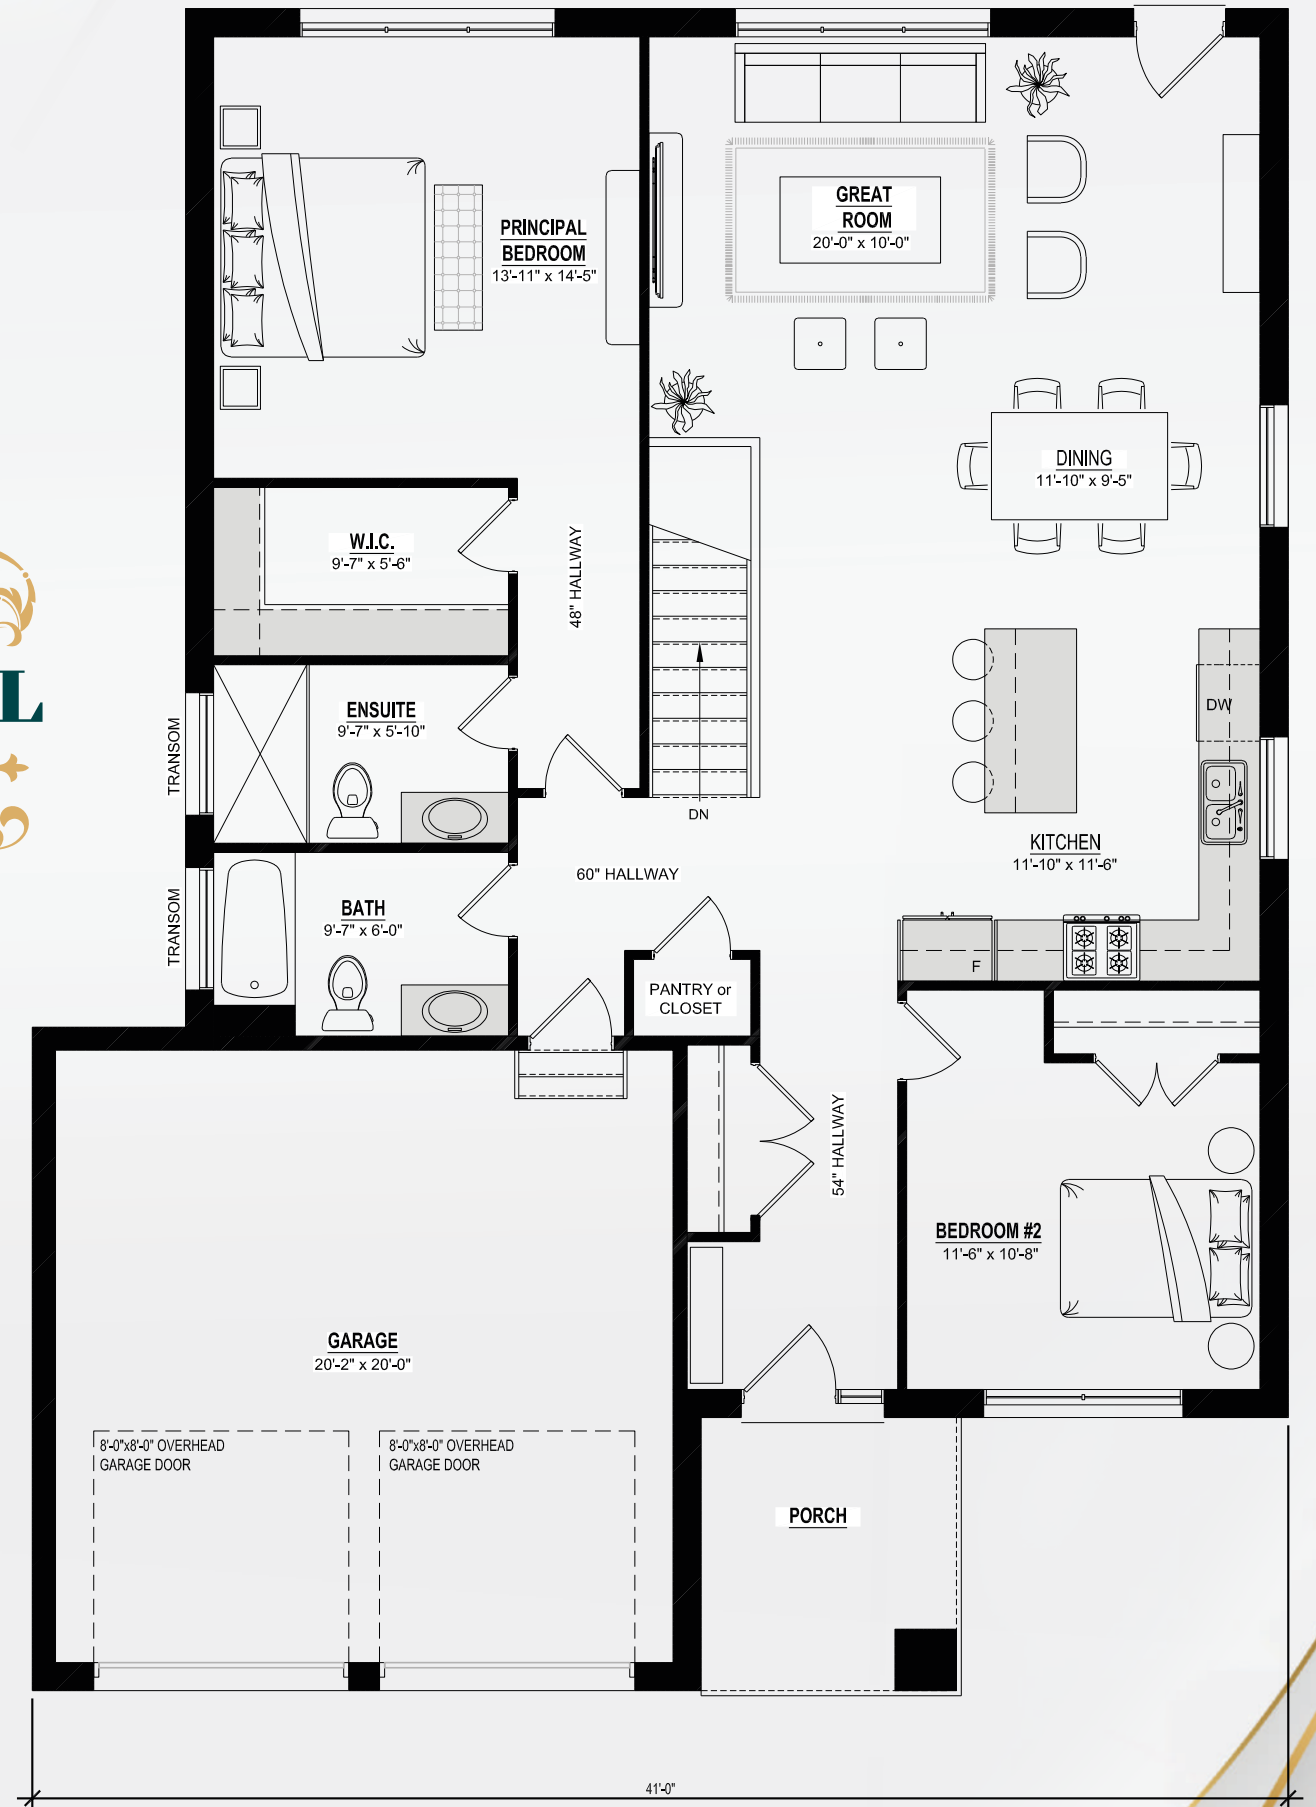 PRINCIPAL
BEDROOM
13'-11" x 14'-5"
GREAT
ROOM
20'-0" x 10'-0"
DINING
11'-10" x 9'-5"
W.I.C.
9'-7" x 5'-6"
48" HALLWAY
L
TRANSOM
ENSUITE
9'-7" x 5'-10"
DW
DN
KITCHEN
11'-10" x 11'-6"
60" HALLWAY
TRANSOM
BATH
9'-7" x 6'-0"
F
PANTRY or
CLOSET
54" HALLWAY
BEDROOM #2
11'-6" x 10'-8"
GARAGE
20'-2" x 20'-0"
8'-0"x8'-0" OVERHEAD
GARAGE DOOR
8'-0"x8'-0" OVERHEAD
GARAGE DOOR
PORCH
41'-0"